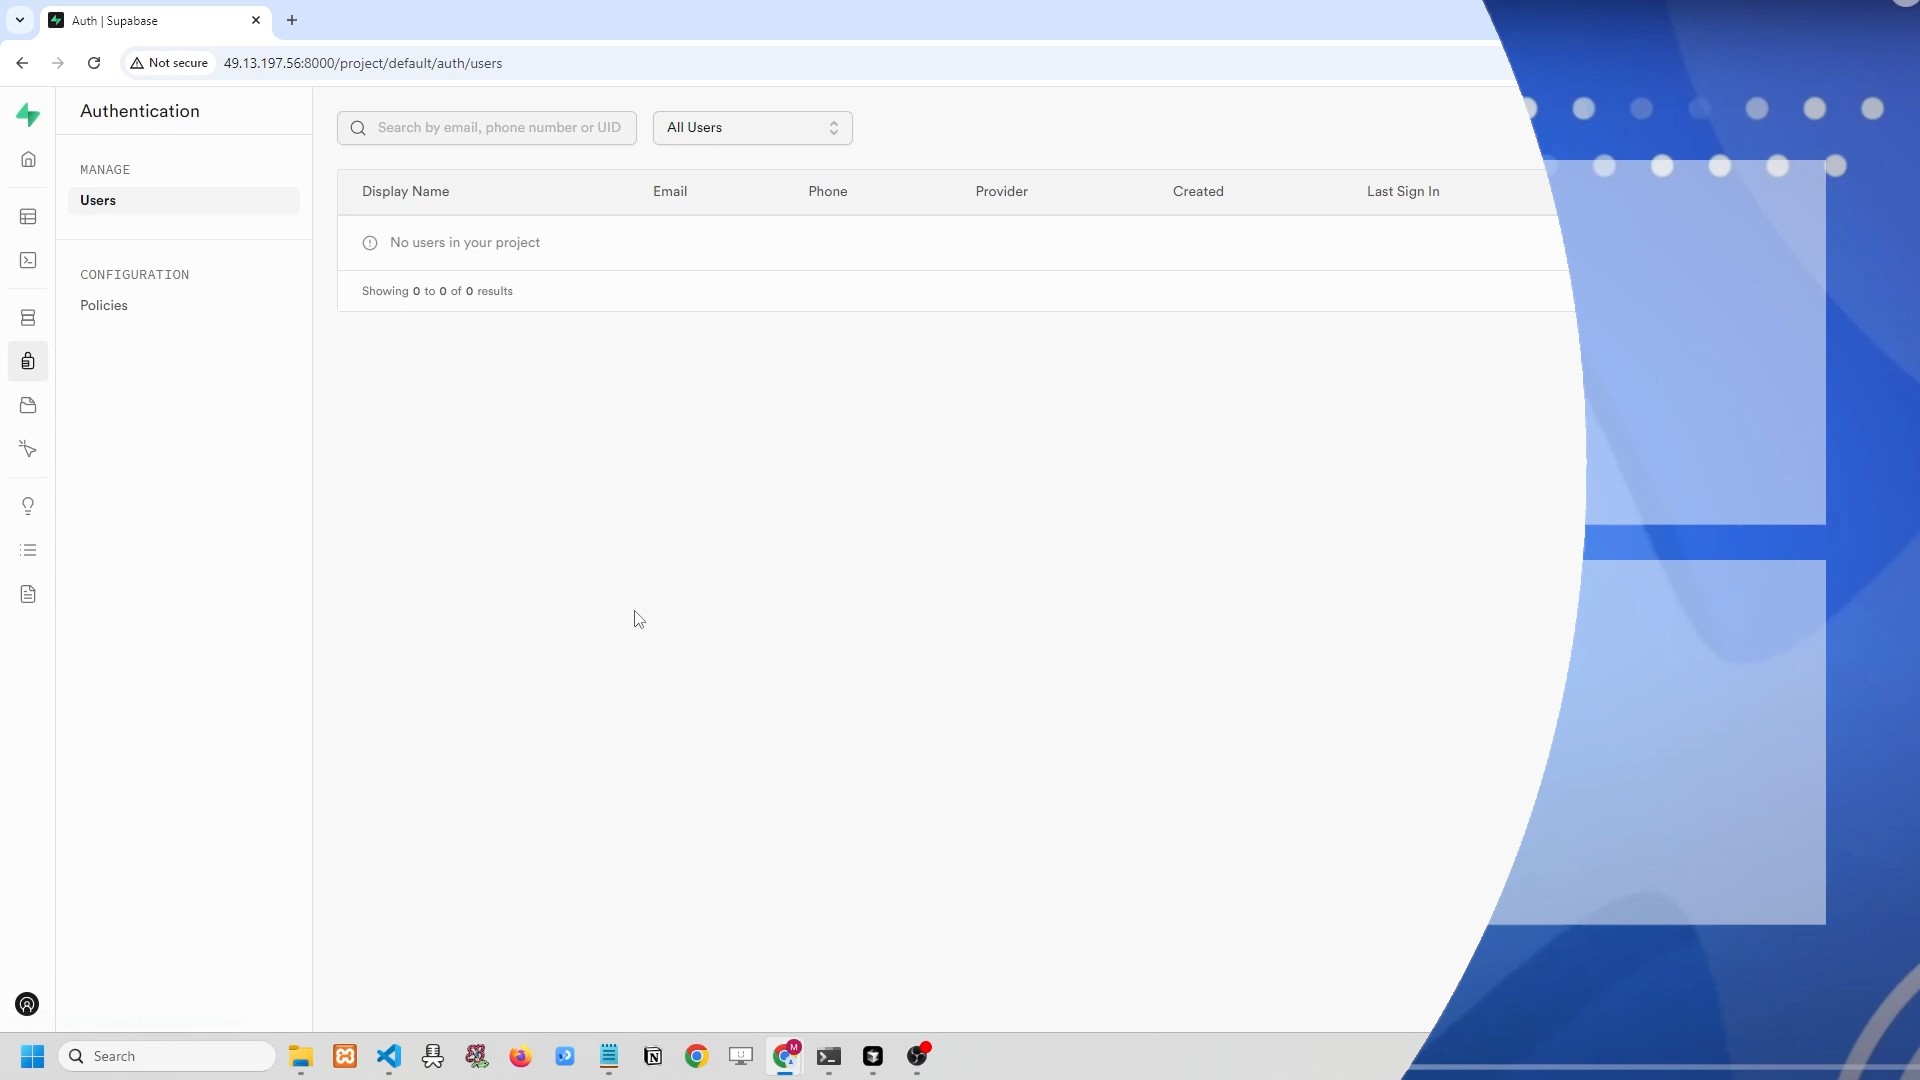 Auth | Supabase
Not secure
49.13.197.56:8000/project/default/auth/users
Authentication
MANAGE
Users
CONFIGURATION
Policies
Search by email, phone number or UID
All Users
Display Name Email Phone Provider Created Last Sign In
No users in your project
Showing 0 to 0 of 0 results
Search
M